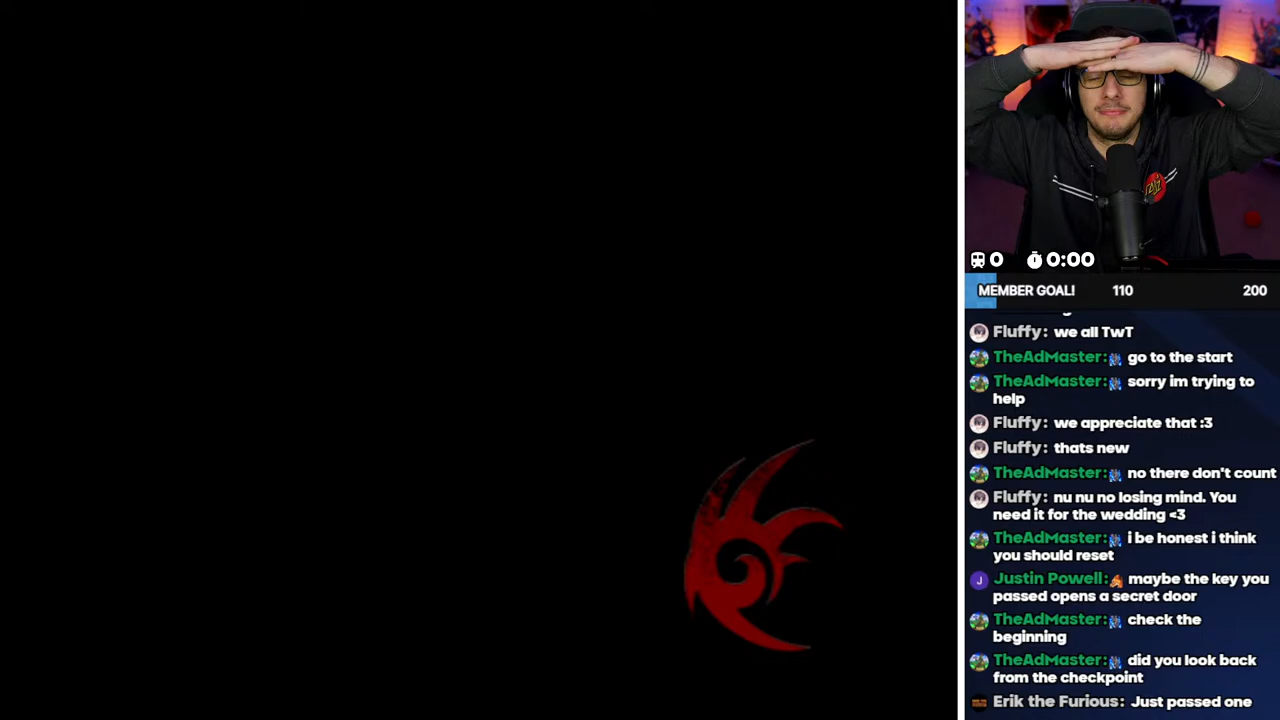 0 0:00
MEMBER GOAL! 110 200
Fluffy: we all TwT
TheAdMaster: go to the start
TheAdMaster: sorry im trying to
help
Fluffy: we appreciate that :3
Fluffy: thats new
TheAdMaster: no there don't count
Fluffy: nu nu no losing mind. You
need it for the wedding <3
TheAdMaster: i be honest i think
you should reset
J Justin Powell: maybe the key you
passed opens a secret door
TheAdMaster: check the
beginning
TheAdMaster: did you look back
from the checkpoint
Erik the Furious: Just passed one